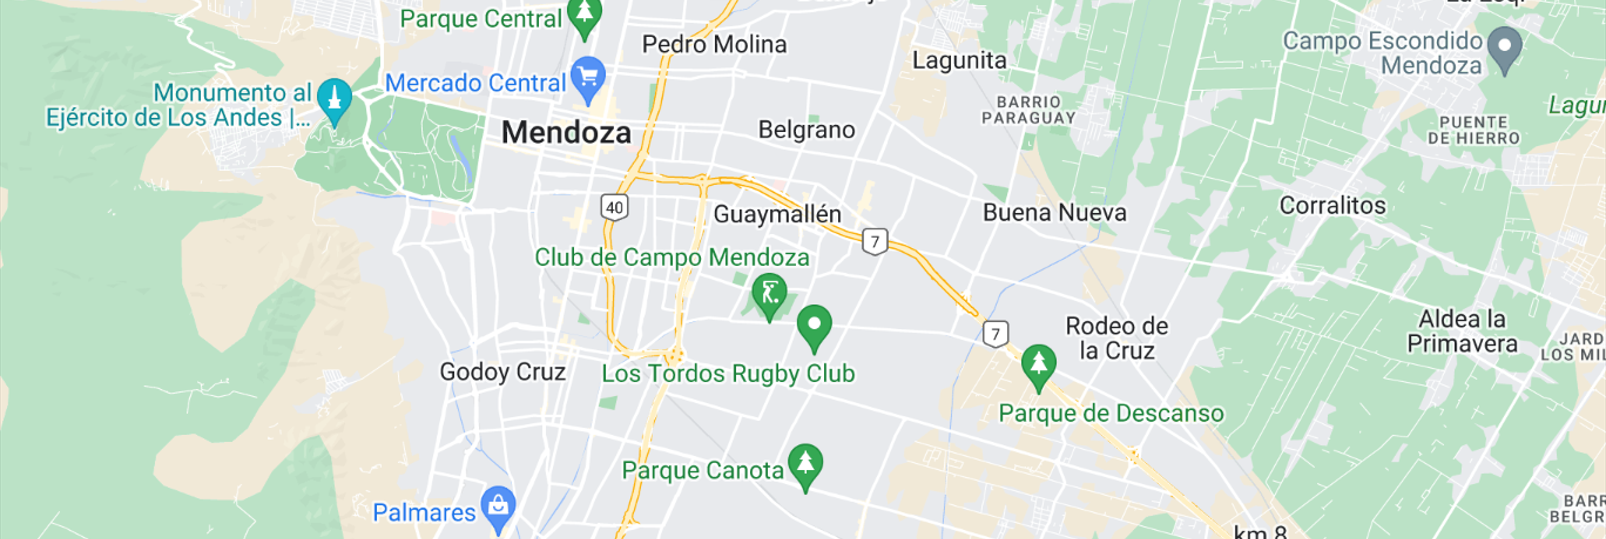 Parque Central
Pedro Molina
Lagunita
Campo Escondido
Mendoza
Mercado Central
Monumento al
Ejército de Los Andes |...
BARRIO
PARAGUAY
PUENTE
DE HIERRO
Mendoza
Belgrano
40
Guaymallén
Buena Nueva
Corralitos
7
Club de Campo Mendoza
7
Rodeo de
la Cruz
Aldea la
Primavera
Godoy Cruz
Los Tordos Rugby Club
Parque de Descanso
Parque Canota
Palmares
km 8